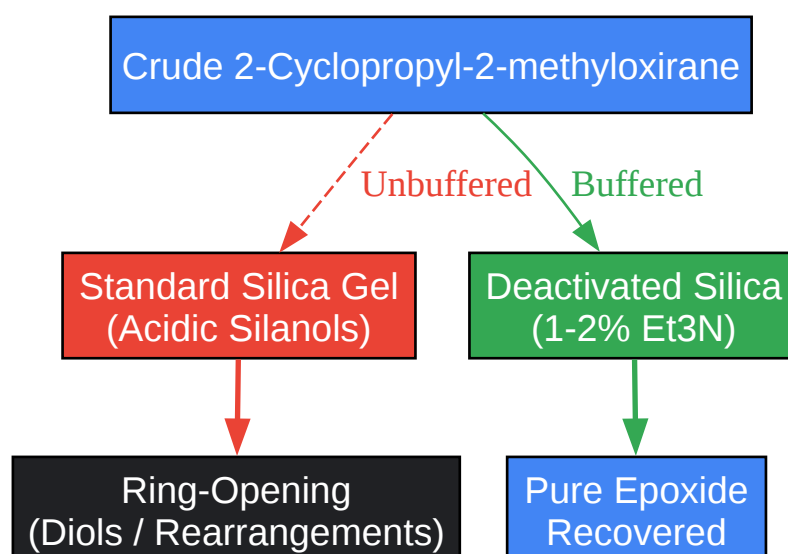 Crude 2-Cyclopropyl-2-methyloxirane
Unbuffered
Buffered
Standard Silica Gel
(Acidic Silanols)
Deactivated Silica
(1-2% Et3N)
Ring-Opening
(Diols / Rearrangements)
Pure Epoxide
Recovered